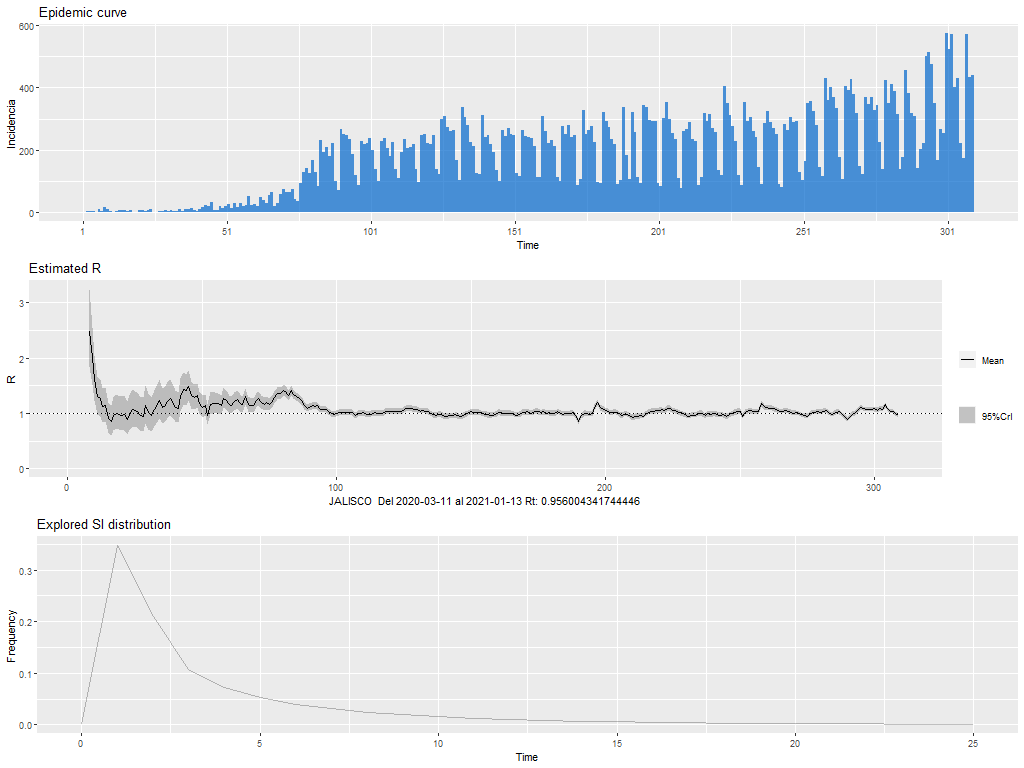 Epidemic curve
600
400
200
0
Incidencia
1
51
101
151
201
251
301
Time
Estimated R
3
2
1
0
R
Mean
95%CrI
0
100
200
300
JALISCO Del 2020-03-11 al 2021-01-13 Rt: 0.956004341744446
Explored SI distribution
0.3
0.2
0.1
0.0
Frequency
0
5
10
15
20
25
Time